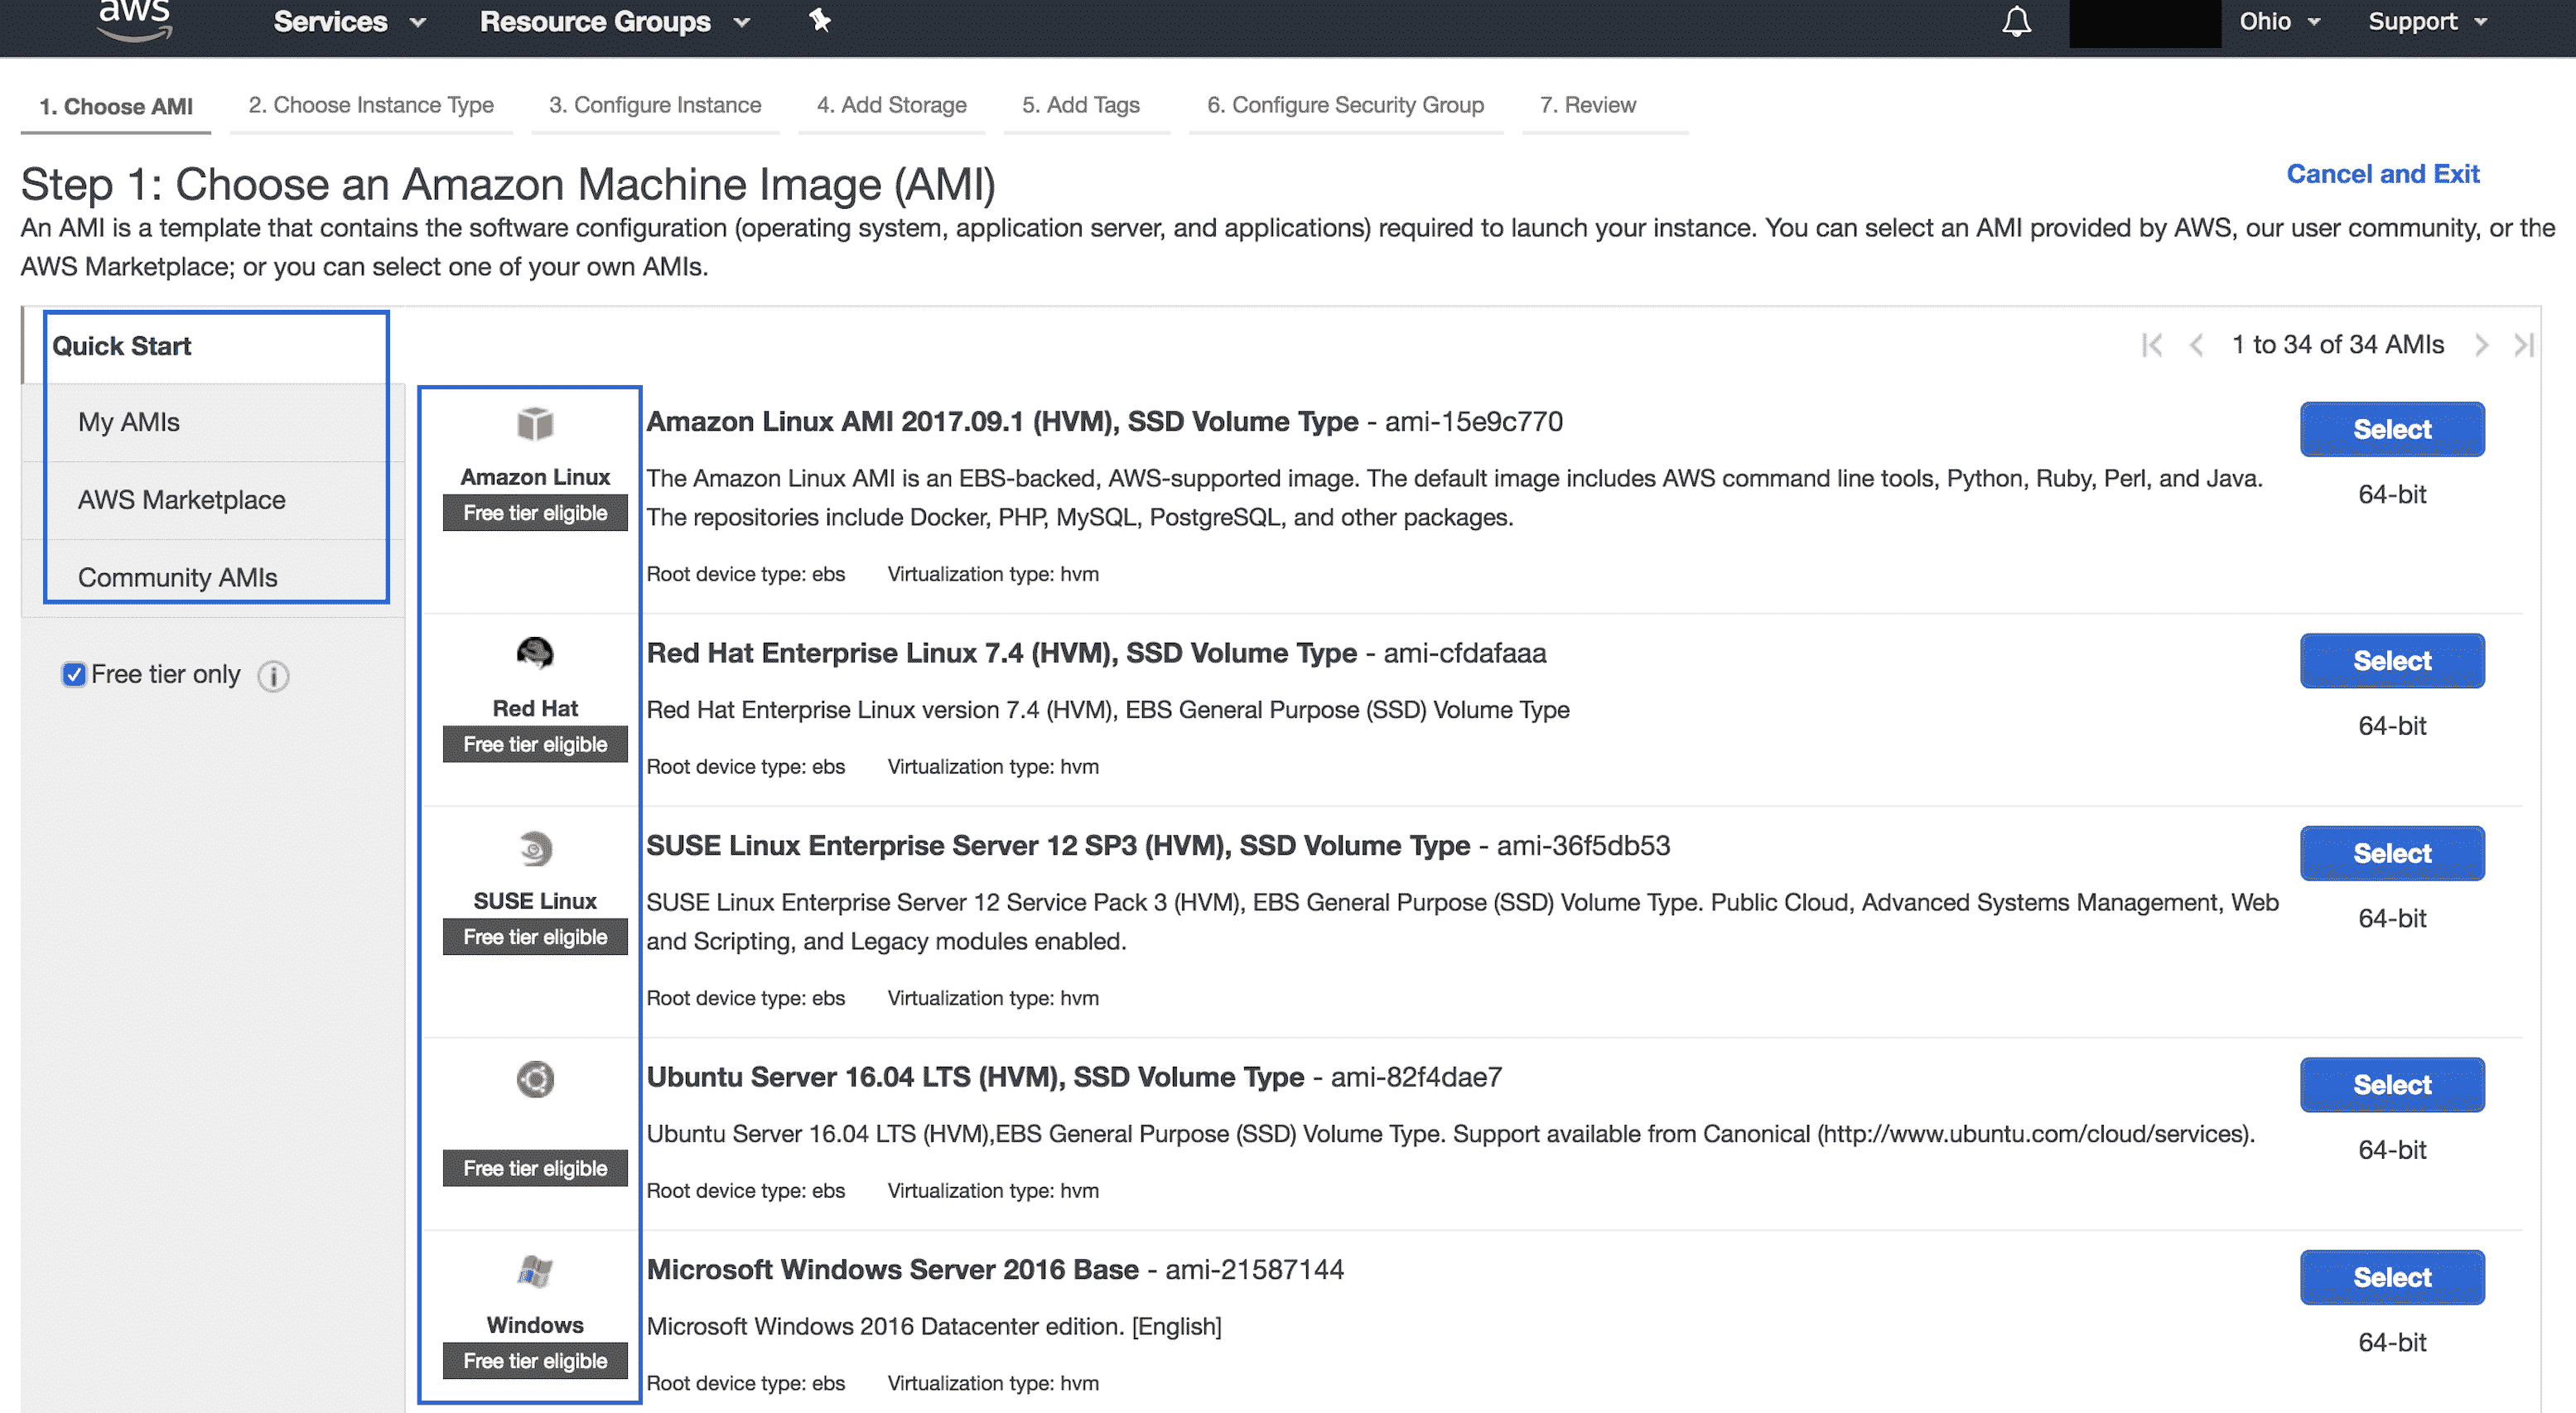 aws
Services
Resource Groups
Ohio
Support
1. Choose AMI
2. Choose Instance Type
3. Configure Instance
4. Add Storage
5. Add Tags
6. Configure Security Group
7. Review
Step 1: Choose an Amazon Machine Image (AMI)
Cancel and Exit
An AMI is a template that contains the software configuration (operating system, application server, and applications) required to launch your instance. You can select an AMI provided by AWS, our user community, or the
AWS Marketplace; or you can select one of your own AMIs.
Quick Start
My AMIs
AWS Marketplace
Community AMIs
Free tier only
i
1 to 34 of 34 AMIs
Amazon Linux
Free tier eligible
Amazon Linux AMI 2017.09.1 (HVM), SSD Volume Type - ami-15e9c770
The Amazon Linux AMI is an EBS-backed, AWS-supported image. The default image includes AWS command line tools, Python, Ruby, Perl, and Java.
The repositories include Docker, PHP, MySQL, PostgreSQL, and other packages.
Root device type: ebs
Virtualization type: hvm
Select
64-bit
Red Hat
Free tier eligible
Red Hat Enterprise Linux 7.4 (HVM), SSD Volume Type - ami-cfdafaaa
Red Hat Enterprise Linux version 7.4 (HVM), EBS General Purpose (SSD) Volume Type
Root device type: ebs
Virtualization type: hvm
Select
64-bit
SUSE Linux
Free tier eligible
SUSE Linux Enterprise Server 12 SP3 (HVM), SSD Volume Type - ami-36f5db53
SUSE Linux Enterprise Server 12 Service Pack 3 (HVM), EBS General Purpose (SSD) Volume Type. Public Cloud, Advanced Systems Management, Web
and Scripting, and Legacy modules enabled.
Root device type: ebs
Virtualization type: hvm
Select
64-bit
Free tier eligible
Ubuntu Server 16.04 LTS (HVM), SSD Volume Type - ami-82f4dae7
Ubuntu Server 16.04 LTS (HVM),EBS General Purpose (SSD) Volume Type. Support available from Canonical (http://www.ubuntu.com/cloud/services).
Root device type: ebs
Virtualization type: hvm
Select
64-bit
Windows
Free tier eligible
Microsoft Windows Server 2016 Base - ami-21587144
Microsoft Windows 2016 Datacenter edition. [English]
Root device type: ebs
Virtualization type: hvm
Select
64-bit